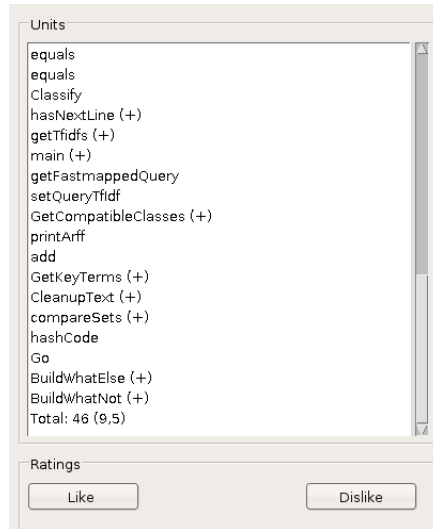 Units
equals
equals
Classify
hasNextLine (+)
getTfidfs (+)
main (+)
getFastmappedQuery
setQueryTfIdf
GetCompatibleClasses (+)
printArff
add
GetKeyTerms (+)
CleanupText (+)
compareSets (+)
hashCode
Go
BuildWhatElse (+)
BuildWhatNot (+)
Total: 46 (9,5)
Ratings
Like Dislike